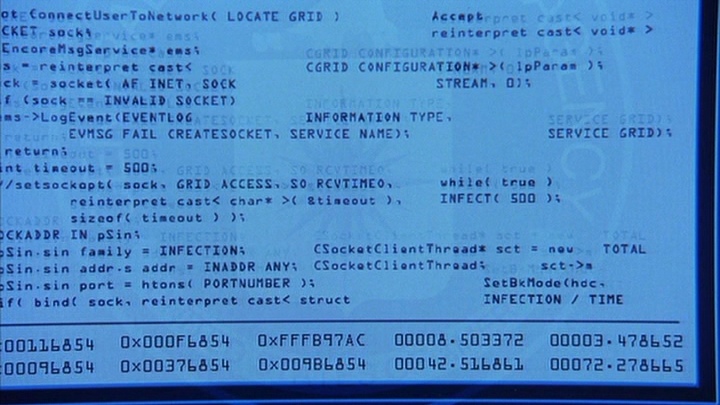 ot ConnectUserToNetwork( LOCATE GRID ) Accept
CKET sock; reinterpret cast< void* >
EncoreMsgService* ems;
s = reinterpret cast< CGRID CONFIGURATION* >( lpParam );
ck = socket( AF INET, SOCK STREAM, 0);
f (sock == INVALID SOCKET)
ms->LogEvent(EVENTLOG INFORMATION TYPE,
EVMSG FAIL CREATESOCKET, SERVICE NAME); SERVICE GRID);
return;
int timeout = 500;
//setsockopt( sock, GRID ACCESS, SO RCVTIMEO, while( true )
reinterpret cast< char* >( &timeout ), INFECT( 500 );
sizeof( timeout ) );
OCKADDR IN pSin;
pSin.sin family = INFECTION; CSocketClientThread* sct = new TOTAL
pSin.sin addr.s addr = INADDR ANY; CSocketClientThread; sct->m
pSin.sin port = htons( PORTNUMBER ); SetBkMode(hdc,
if( bind( sock, reinterpret cast< struct INFECTION / TIME
:00116854 0x000F6854 0xFFFB97AC 00008.503372 00003.478652
:00096854 0x00376854 0x009B6854 00042.516861 00072.278665